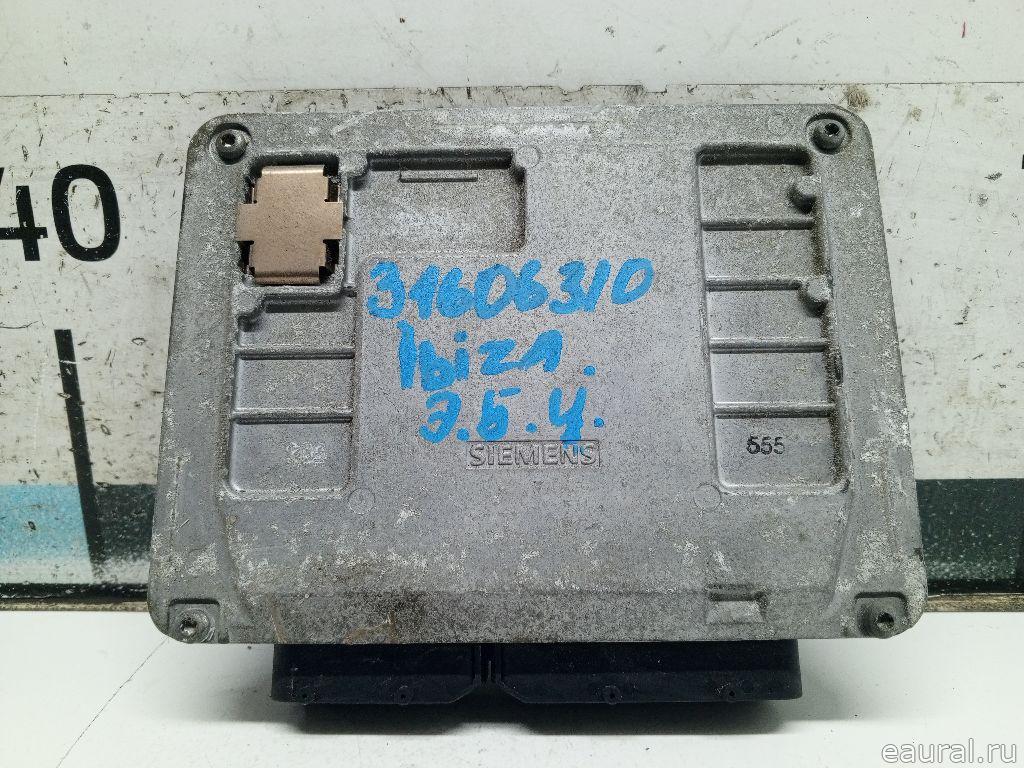 40
31606310
Ibiza.
Э.Б.У.
SIEMENS
555
eaural.ru